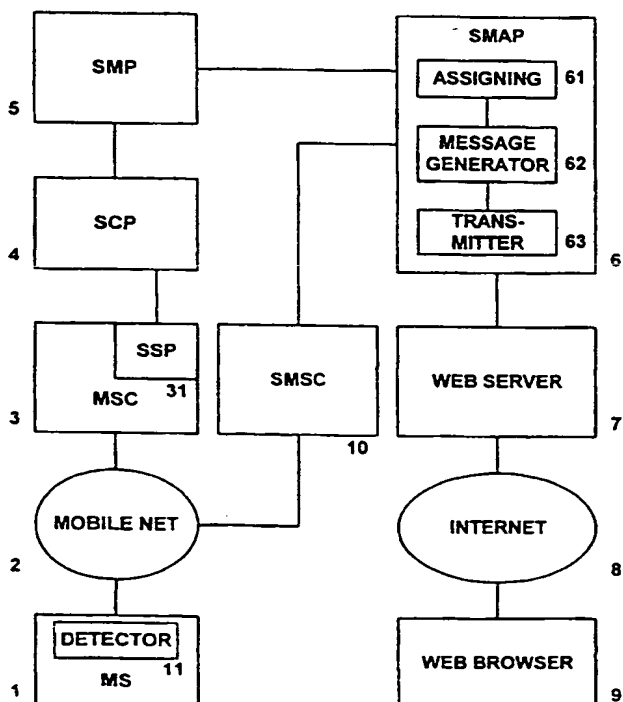 SMP
5
SCP
4
SSP
31
MSC
3
MOBILE NET
2
DETECTOR
11
MS
1
SMSC
10
SMAP
ASSIGNING 61
MESSAGE
GENERATOR 62
TRANS-
MITTER 63
6
WEB SERVER
7
INTERNET
8
WEB BROWSER
9